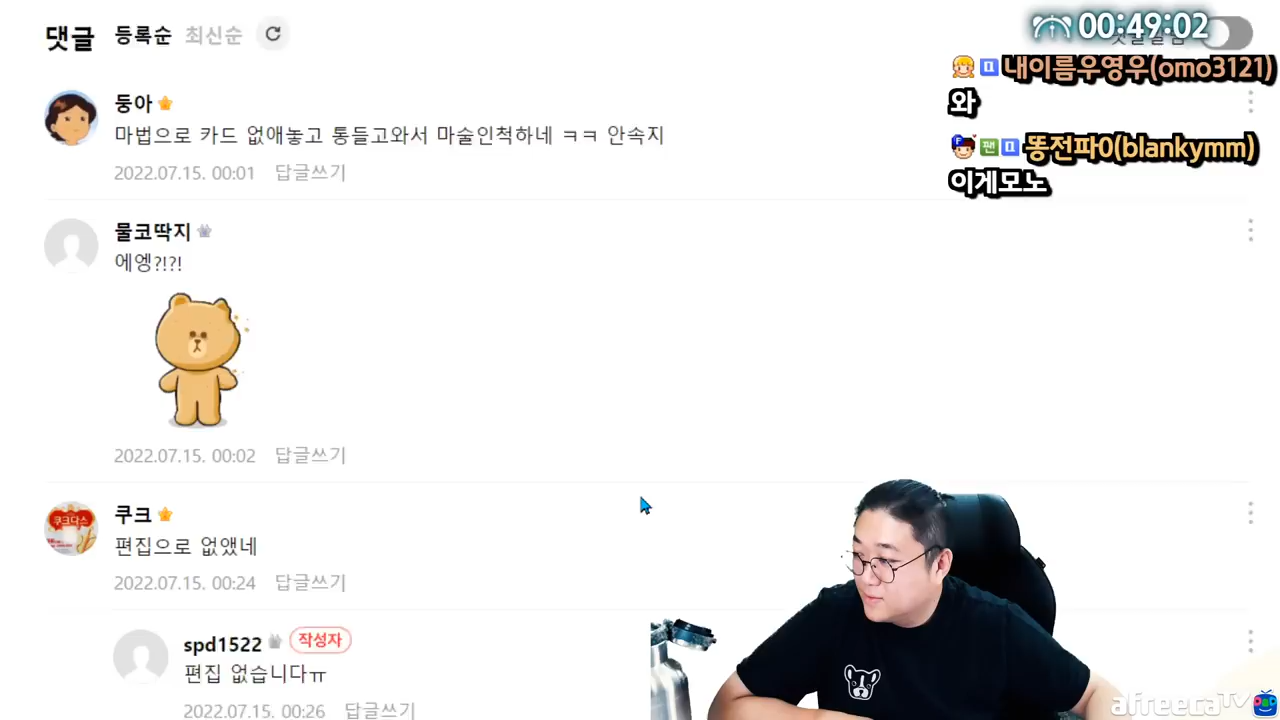 댓글 등록순 최신순
00:49:02
내이름우영우(omo3121)
와
팬 똥전파0(blankymm)
이게모노
둥아
마법으로 카드 없애놓고 통들고와서 마술인척하네 ㅋㅋ 안속지
2022.07.15. 00:01 답글쓰기
물코딱지
에엥?!?!
2022.07.15. 00:02 답글쓰기
쿠크다스
쿠크
편집으로 없앴네
2022.07.15. 00:24 답글쓰기
spd1522 작성자
편집 없습니다ㅠ
2022.07.15. 00:26 답글쓰기
afreecaTV